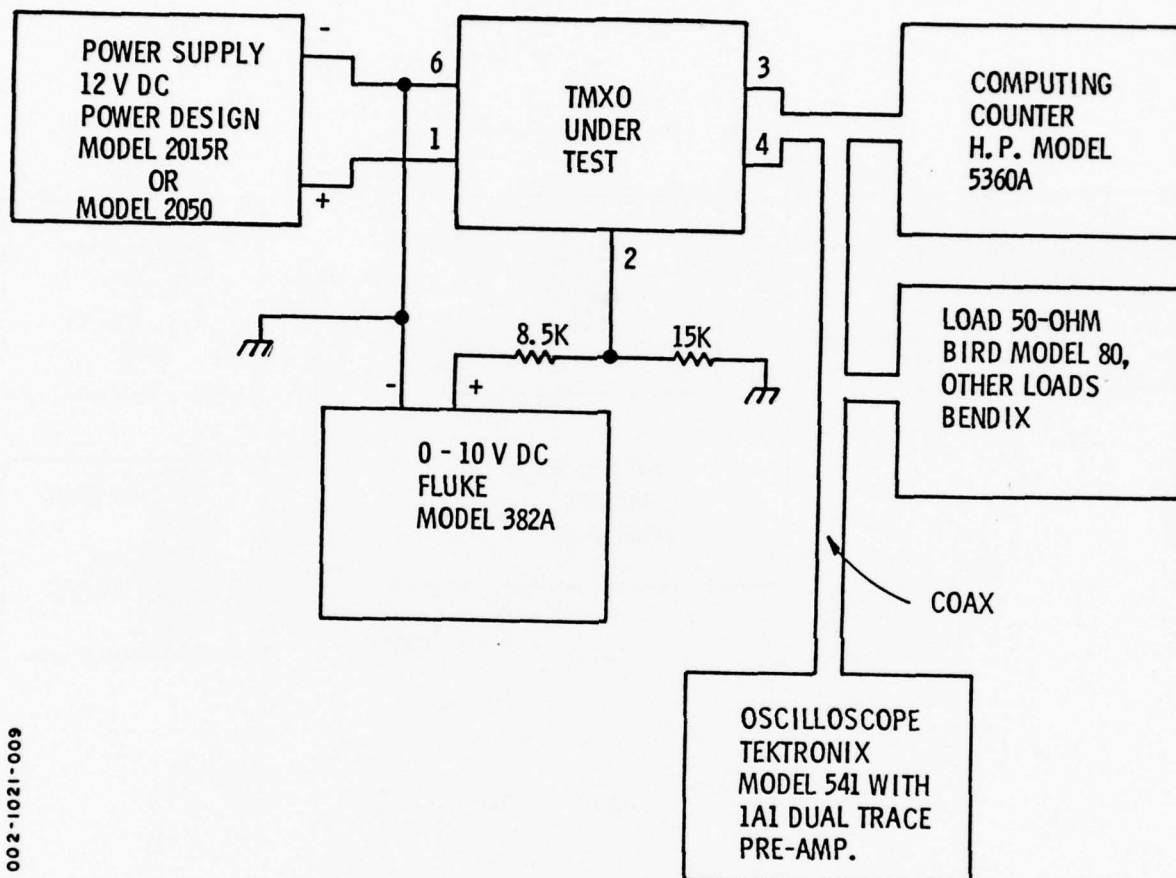 POWER SUPPLY
12 V DC
POWER DESIGN
MODEL 2015R
OR
MODEL 2050
-
+
6
1
TMXO
UNDER
TEST
3
4
2
COMPUTING
COUNTER
H. P. MODEL
5360A
LOAD 50-OHM
BIRD MODEL 80,
OTHER LOADS
BENDIX
8.5K
15K
-
+
0 - 10 V DC
FLUKE
MODEL 382A
COAX
OSCILLOSCOPE
TEKTRONIX
MODEL 541 WITH
1A1 DUAL TRACE
PRE-AMP.
002-1021-009